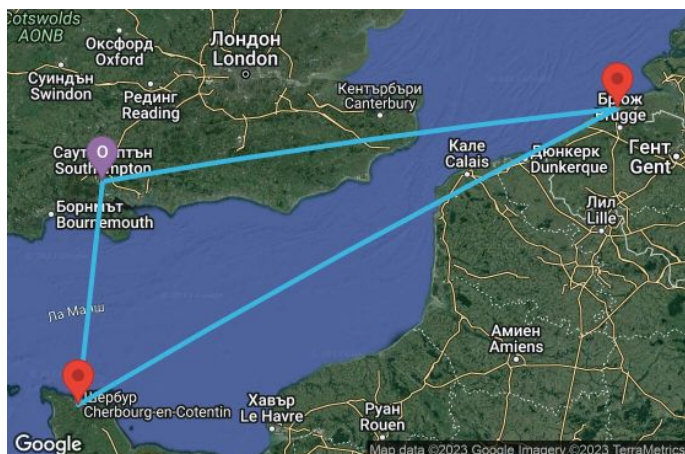 Cotswolds
AONB
Оксфорд
Oxford
Лондон
London
Суиндън
Swindon
Рединг
Reading
Кентърбъри
Canterbury
Брюж
Brugge
O
Southampton
Кале
Calais
Дюнкерк
Dunkerque
Гент
Gent
Борнмът
Bournemouth
Лил
Lille
Ла Манш
Амиен
Amiens
Шербур
Cherbourg-en-Cotentin
Хавър
Le Havre
Руан
Rouen
Google
Map data ©2023 Google Imagery ©2023 TerraMetrics